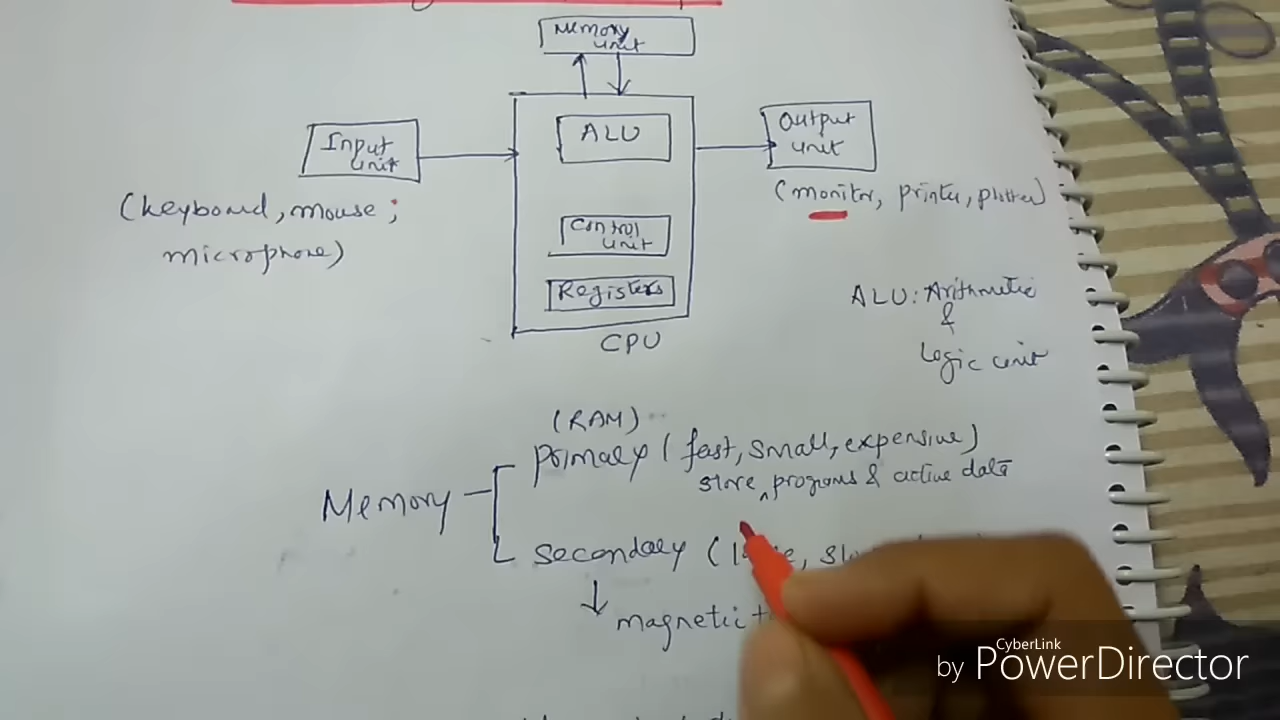 Memory
unit
ALU
Input
unit
Output
unit
(keyboard, mouse,
microphone)
(monitor, printer, plotter)
Control
unit
Registers
CPU
ALU: Arithmetic
&
Logic unit
(RAM)
Primary (fast, small, expensive)
store ^ programs & active data
Memory
Secondary (
magnetic
CyberLink
by PowerDirector